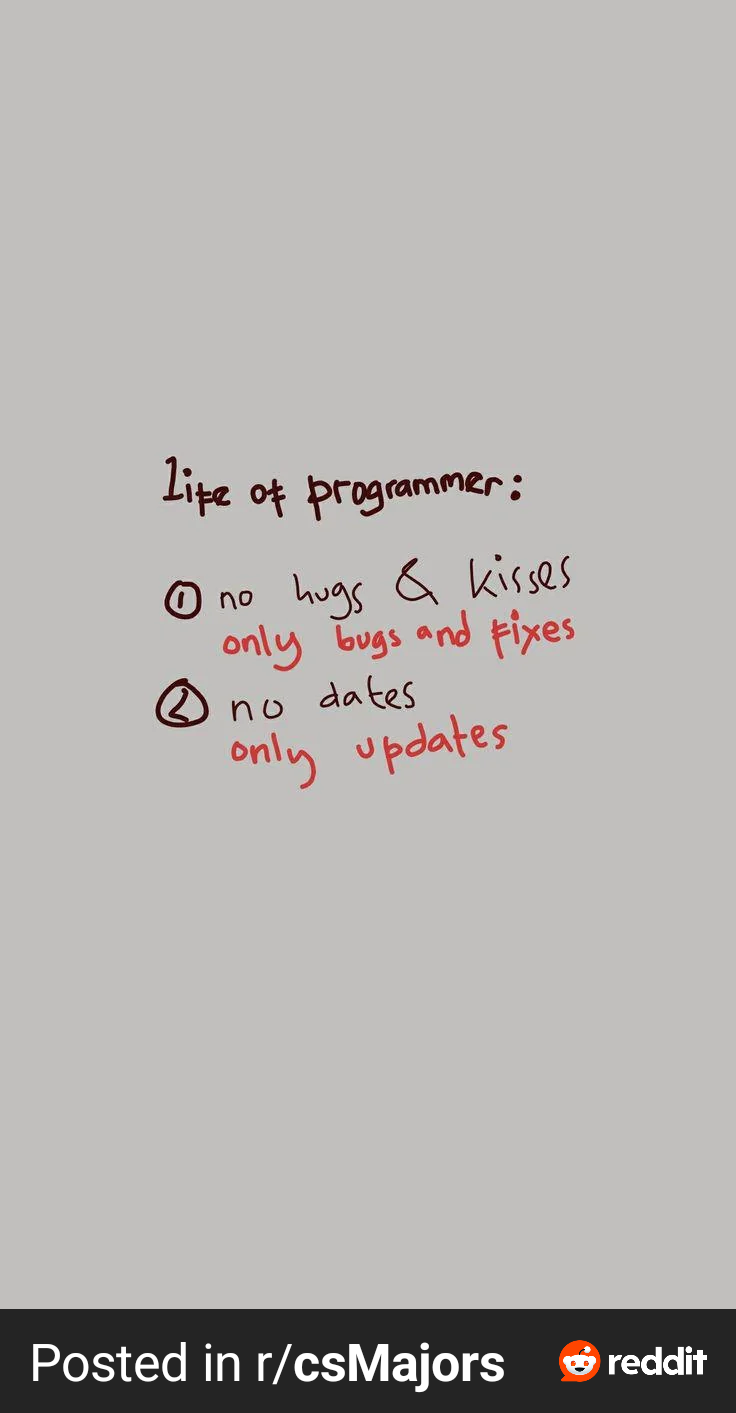 life of programmer:
① no hugs & kisses
only bugs and fixes
② no dates
only updates
Posted in r/csMajors reddit